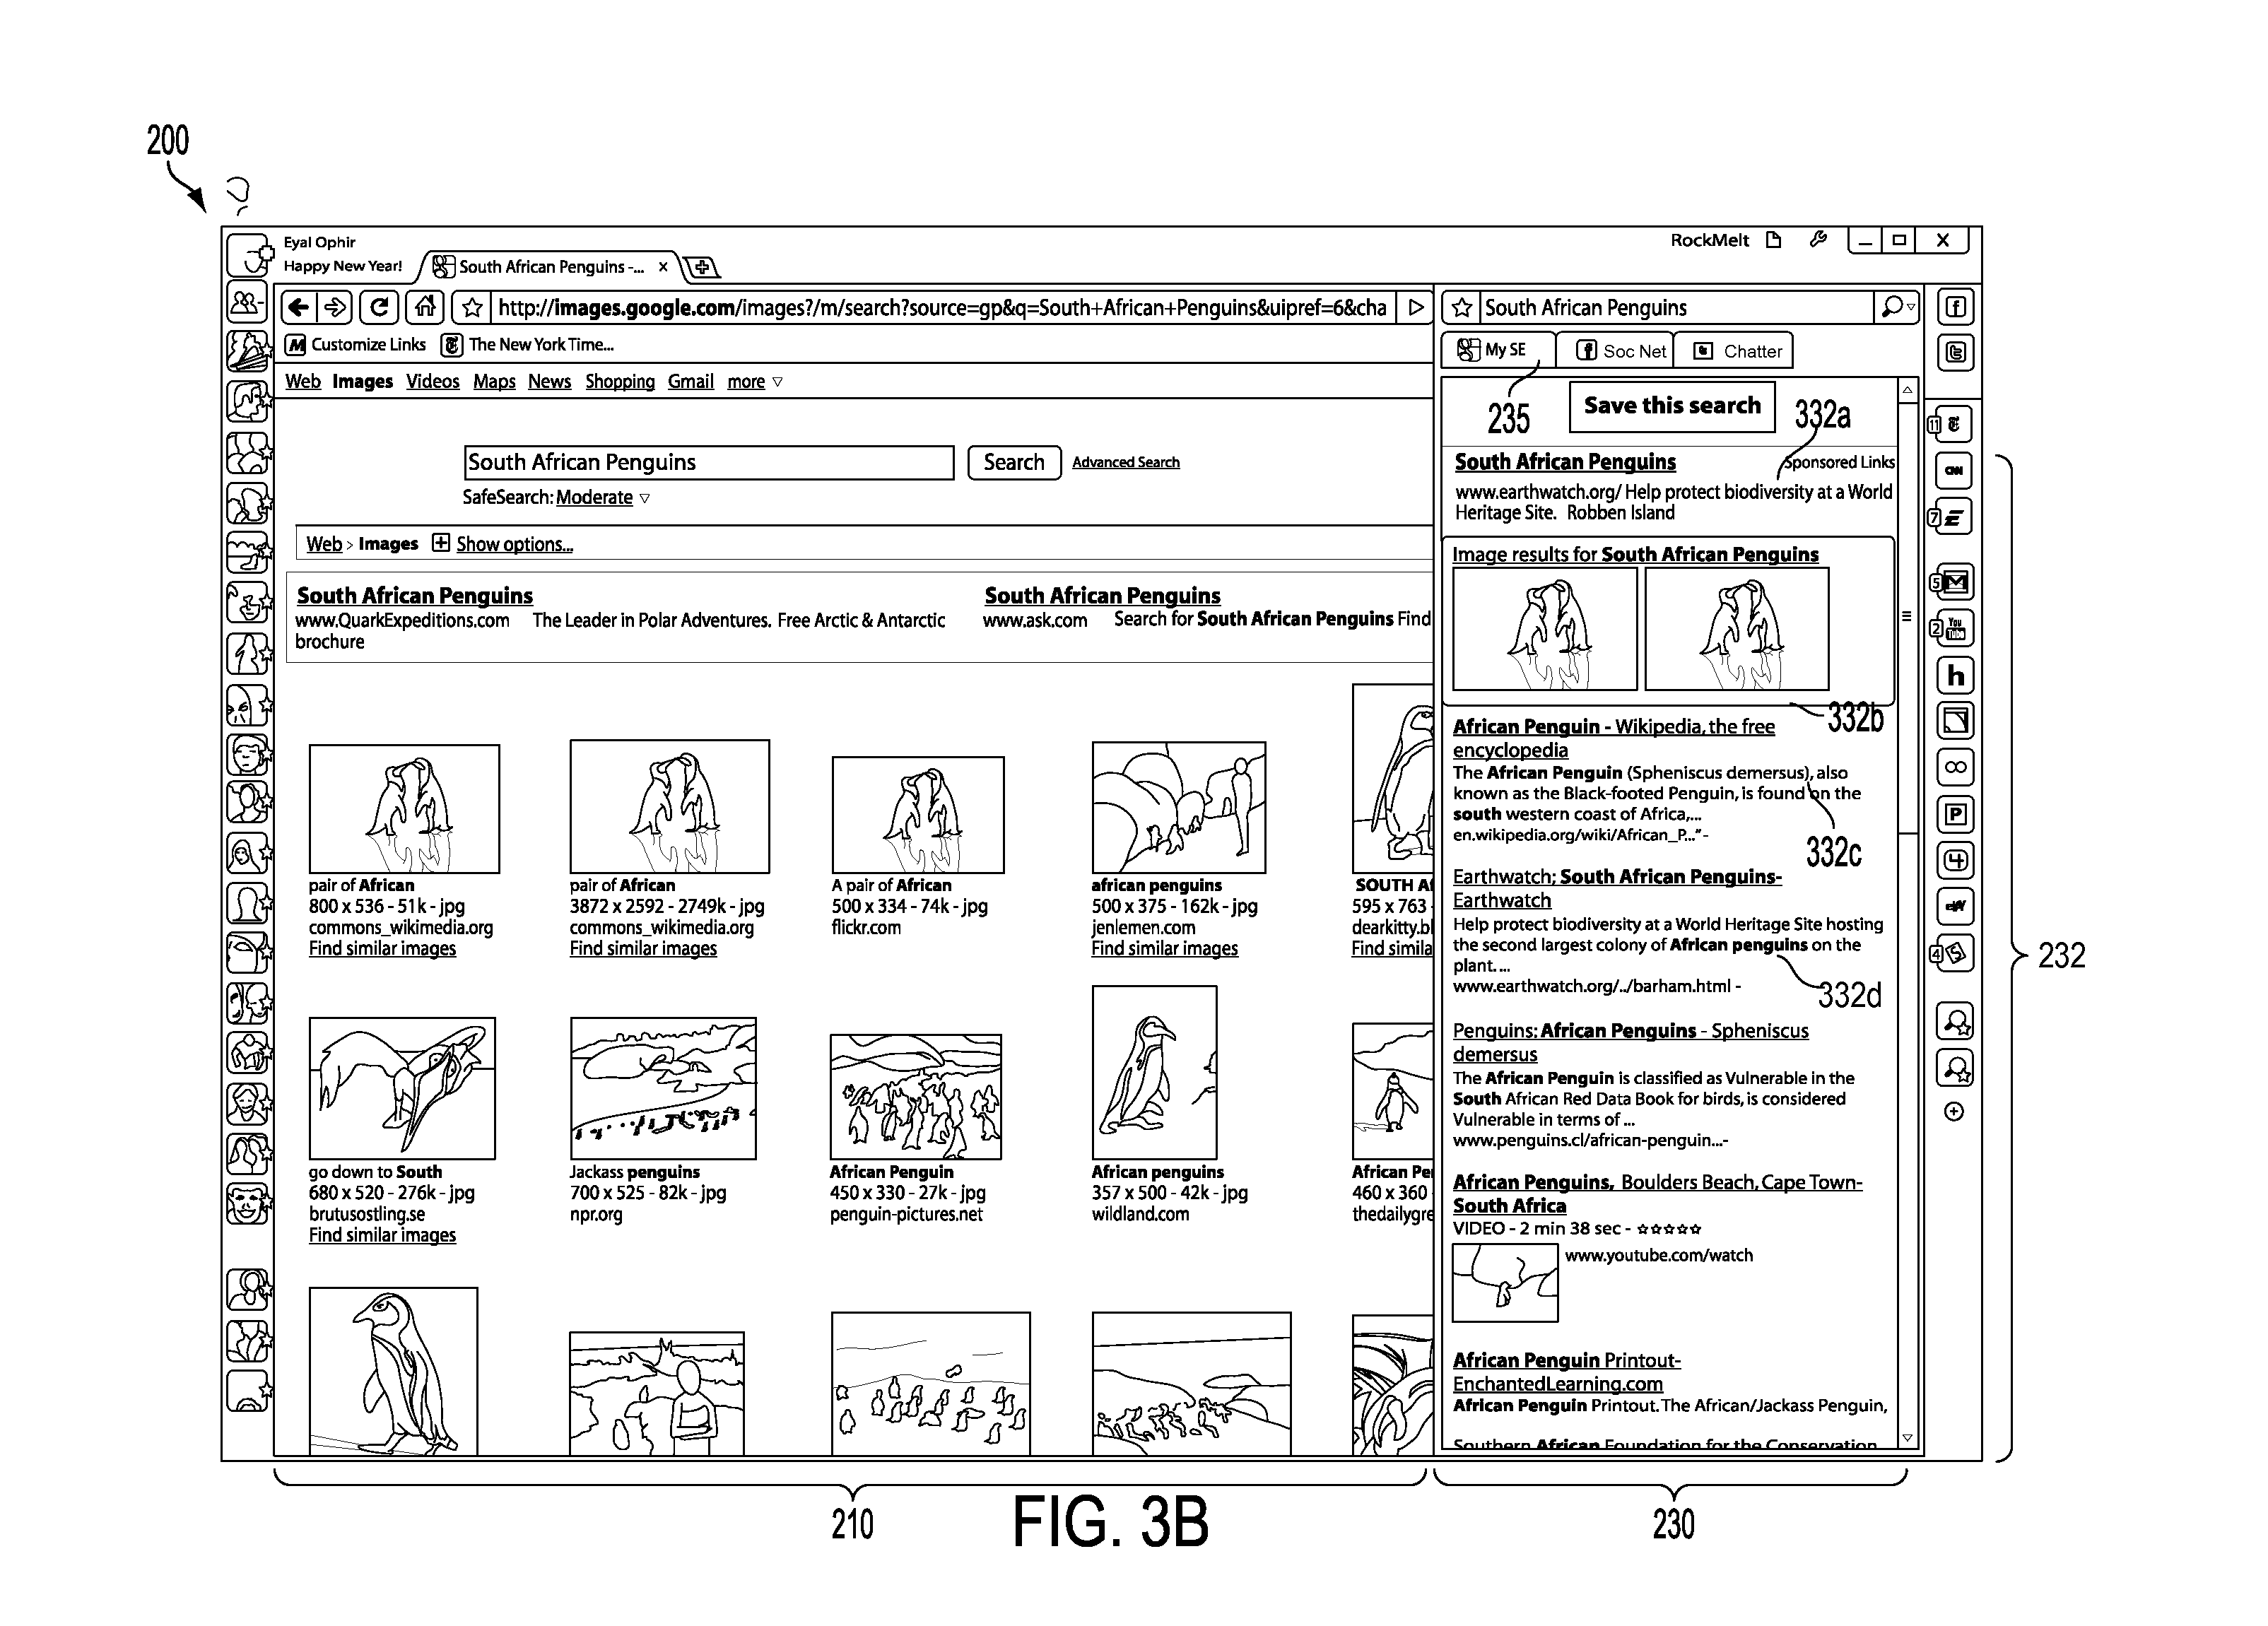 200
Eyal Ophir
Happy New Year!
South African Penguins -... x
RockMelt
X
http://images.google.com/images?/m/search?source=gp&q=South+African+Penguins&uipref=6&cha
South African Penguins
f
M Customize Links The New York Time...
My SE
f Soc Net
Chatter
t
Web Images Videos Maps News Shopping Gmail more
235
Save this search
332a
11
South African Penguins
Search
Advanced Search
SafeSearch: Moderate
South African Penguins
Sponsored Links
www.earthwatch.org/ Help protect biodiversity at a World
Heritage Site. Robben Island
CNN
7 E
Web > Images + Show options...
Image results for South African Penguins
South African Penguins
www.QuarkExpeditions.com The Leader in Polar Adventures. Free Arctic & Antarctic
brochure
South African Penguins
www.ask.com Search for South African Penguins Find
5 M
2 You Tube
h
332b
African Penguin - Wikipedia, the free
encyclopedia
The African Penguin (Spheniscus demersus), also
known as the Black-footed Penguin, is found on the
south western coast of Africa,...
en.wikipedia.org/wiki/African_P..."-
332c
P
4
pair of African
800 x 536 - 51k - jpg
commons_wikimedia.org
Find similar images
pair of African
3872 x 2592 - 2749k - jpg
commons_wikimedia.org
Find similar images
A pair of African
500 x 334 - 74k - jpg
flickr.com
african penguins
500 x 375 - 162k - jpg
jenlemen.com
Find similar images
SOUTH Af
595 x 763 -
dearkitty.bl
Find simila
Earthwatch; South African Penguins-
Earthwatch
Help protect biodiversity at a World Heritage Site hosting
the second largest colony of African penguins on the
plant....
www.earthwatch.org/../barham.html -
332d
4
232
Penguins: African Penguins - Spheniscus
demersus
The African Penguin is classified as Vulnerable in the
South African Red Data Book for birds, is considered
Vulnerable in terms of ...
www.penguins.cl/african-penguin...-
go down to South
680 x 520 - 276k - jpg
brutusostling.se
Find similar images
Jackass penguins
700 x 525 - 82k - jpg
npr.org
African Penguin
450 x 330 - 27k - jpg
penguin-pictures.net
African penguins
357 x 500 - 42k - jpg
wildland.com
African Pe
460 x 360
thedailygre
African Penguins, Boulders Beach, Cape Town-
South Africa
VIDEO - 2 min 38 sec - ☆☆☆☆☆
www.youtube.com/watch
African Penguin Printout-
EnchantedLearning.com
African Penguin Printout. The African/Jackass Penguin,
Southern African Foundation for the Conservation
210
FIG. 3B
230